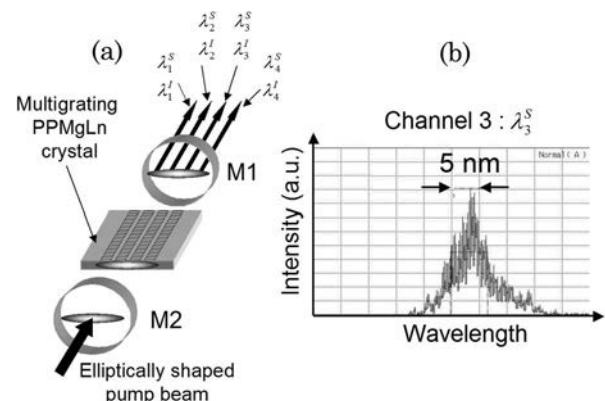 (a)
λ₁ˢ
λ₁ᴵ
λ₂ˢ
λ₂ᴵ
λ₃ˢ
λ₃ᴵ
λ₄ˢ
λ₄ᴵ
Multigrating
PPMgLn
crystal
M1
M2
Elliptically shaped
pump beam
(b)
Channel 3 : λ₃ˢ
Normal(A)
5 nm
Intensity (a.u.)
Wavelength